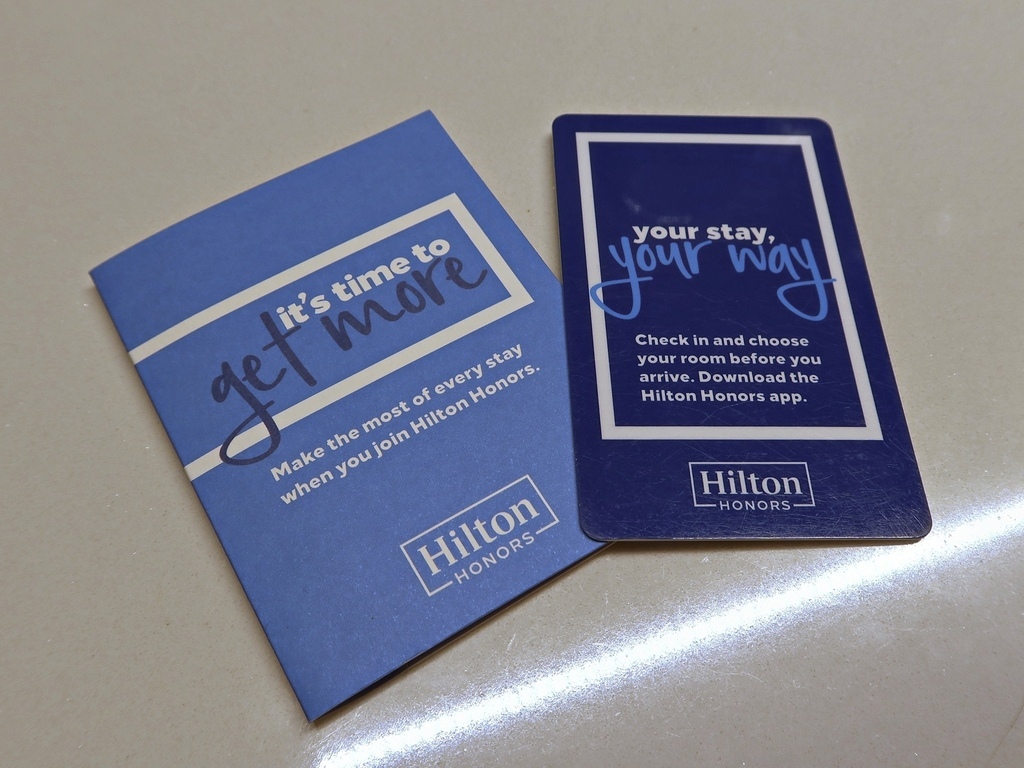 it's time to
get more
Make the most of every stay
when you join Hilton Honors.
Hilton
HONORS
your stay,
your way
Check in and choose
your room before you
arrive. Download the
Hilton Honors app.
Hilton
HONORS